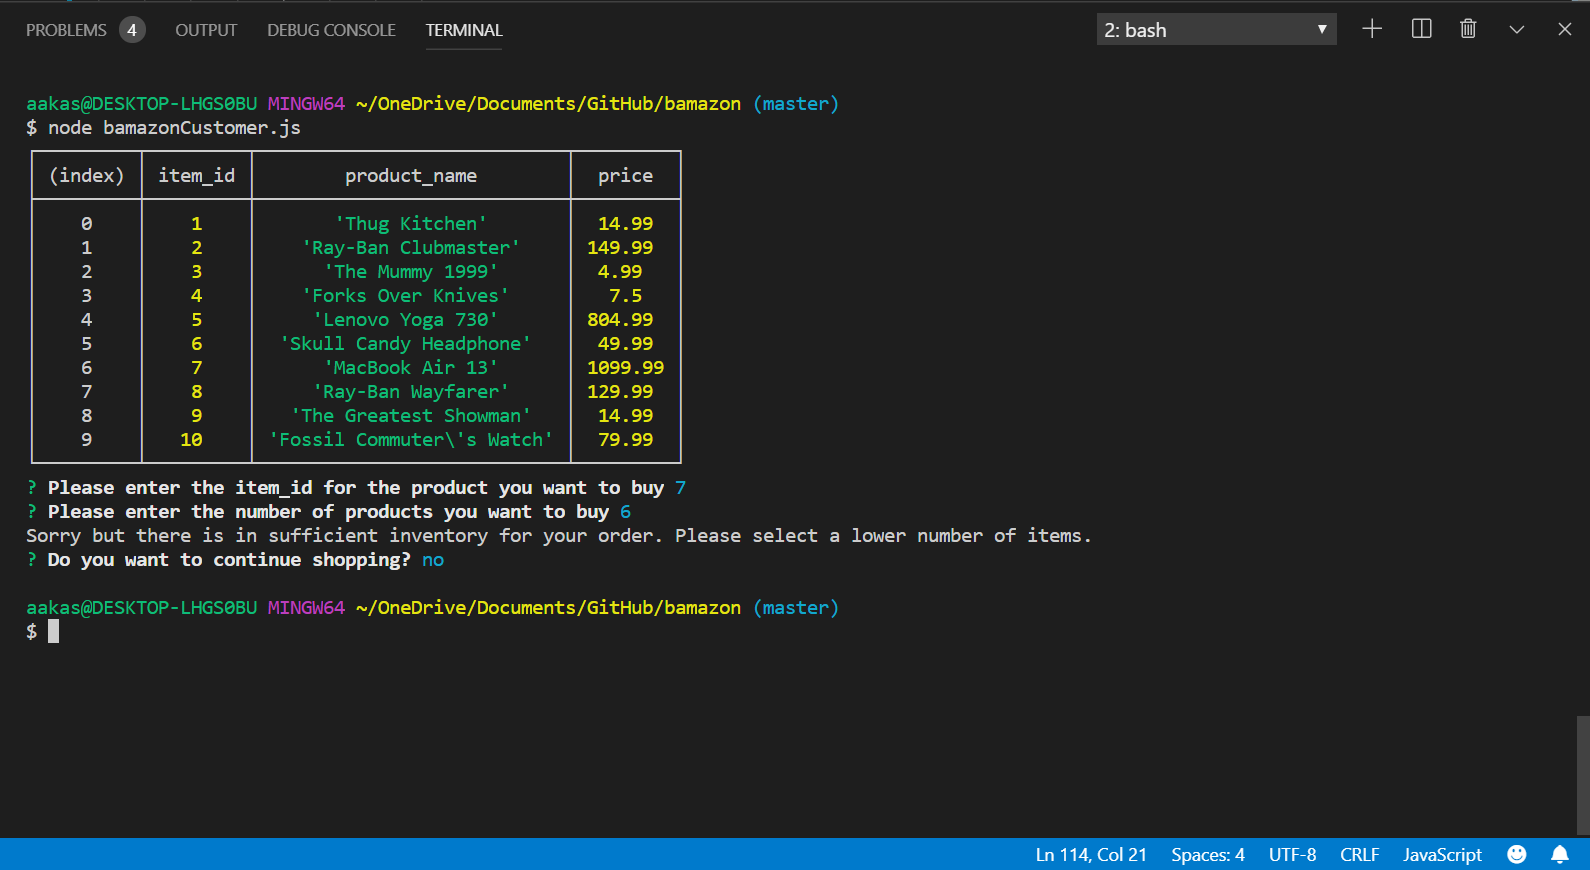 PROBLEMS 4 OUTPUT DEBUG CONSOLE TERMINAL 2: bash
aakas@DESKTOP-LHGS0BU MINGW64 ~/OneDrive/Documents/GitHub/bamazon (master)
$ node bamazonCustomer.js
(index) item_id product_name price
0 1 'Thug Kitchen' 14.99
1 2 'Ray-Ban Clubmaster' 149.99
2 3 'The Mummy 1999' 4.99
3 4 'Forks Over Knives' 7.5
4 5 'Lenovo Yoga 730' 804.99
5 6 'Skull Candy Headphone' 49.99
6 7 'MacBook Air 13' 1099.99
7 8 'Ray-Ban Wayfarer' 129.99
8 9 'The Greatest Showman' 14.99
9 10 'Fossil Commuter\'s Watch' 79.99
? Please enter the item_id for the product you want to buy 7
? Please enter the number of products you want to buy 6
Sorry but there is in sufficient inventory for your order. Please select a lower number of items.
? Do you want to continue shopping? no
aakas@DESKTOP-LHGS0BU MINGW64 ~/OneDrive/Documents/GitHub/bamazon (master)
$
Ln 114, Col 21 Spaces: 4 UTF-8 CRLF JavaScript